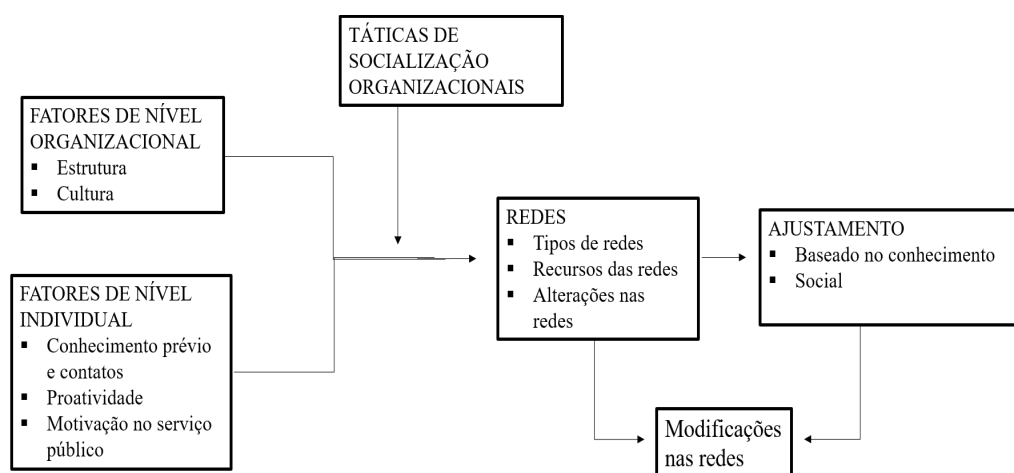 TÁTICAS DE
SOCIALIZAÇÃO
ORGANIZACIONAIS
FATORES DE NÍVEL
ORGANIZACIONAL
▪ Estrutura
▪ Cultura
FATORES DE NÍVEL
INDIVIDUAL
▪ Conhecimento prévio
e contatos
▪ Proatividade
▪ Motivação no serviço
público
REDES
▪ Tipos de redes
▪ Recursos das redes
▪ Alterações nas
redes
AJUSTAMENTO
▪ Baseado no conhecimento
▪ Social
Modificações
nas redes